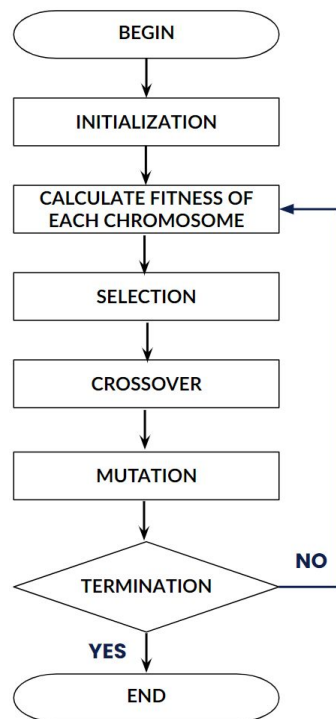 BEGIN
INITIALIZATION
CALCULATE FITNESS OF
EACH CHROMOSOME
SELECTION
CROSSOVER
MUTATION
TERMINATION
NO
YES
END